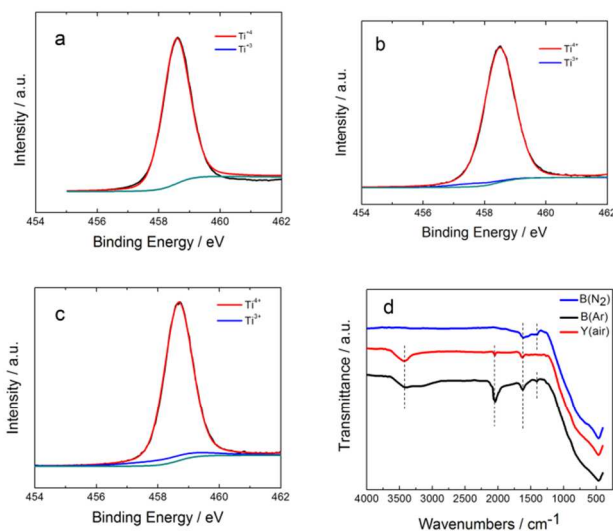 a
Ti+4
Ti+3
Intensity / a.u.
454 456 458 460 462
Binding Energy / eV
b
Ti4+
Ti3+
Intensity / a.u.
454 456 458 460 462
Binding Energy / eV
c
Ti4+
Ti3+
Intensity / a.u.
454 456 458 460 462
Binding Energy / eV
d
B(N2)
B(Ar)
Y(air)
Transmittance / a.u.
4000 3500 3000 2500 2000 1500 1000 500
Wavenumbers / cm-1